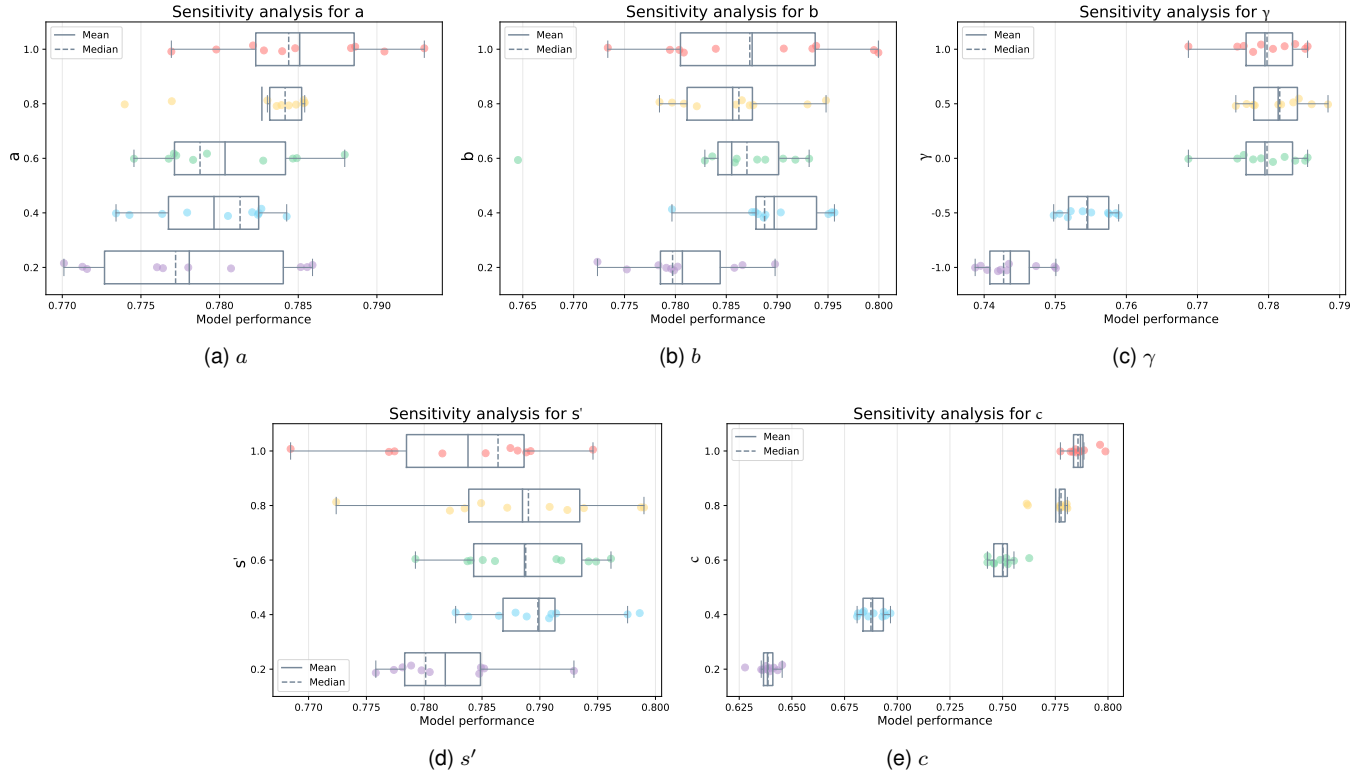 Sensitivity analysis for a
Mean
Median
1.0
0.8
0.6
0.4
0.2
a
0.770 0.775 0.780 0.785 0.790
Model performance
(a) a
Sensitivity analysis for b
Mean
Median
1.0
0.8
0.6
0.4
0.2
b
0.765 0.770 0.775 0.780 0.785 0.790 0.795 0.800
Model performance
(b) b
Sensitivity analysis for γ
Mean
Median
1.0
0.5
0.0
-0.5
-1.0
γ
0.74 0.75 0.76 0.77 0.78 0.79
Model performance
(c) γ
Sensitivity analysis for s'
1.0
0.8
0.6
0.4
0.2
s'
Mean
Median
0.770 0.775 0.780 0.785 0.790 0.795 0.800
Model performance
(d) s′
Sensitivity analysis for c
Mean
Median
1.0
0.8
0.6
0.4
0.2
c
0.625 0.650 0.675 0.700 0.725 0.750 0.775 0.800
Model performance
(e) c